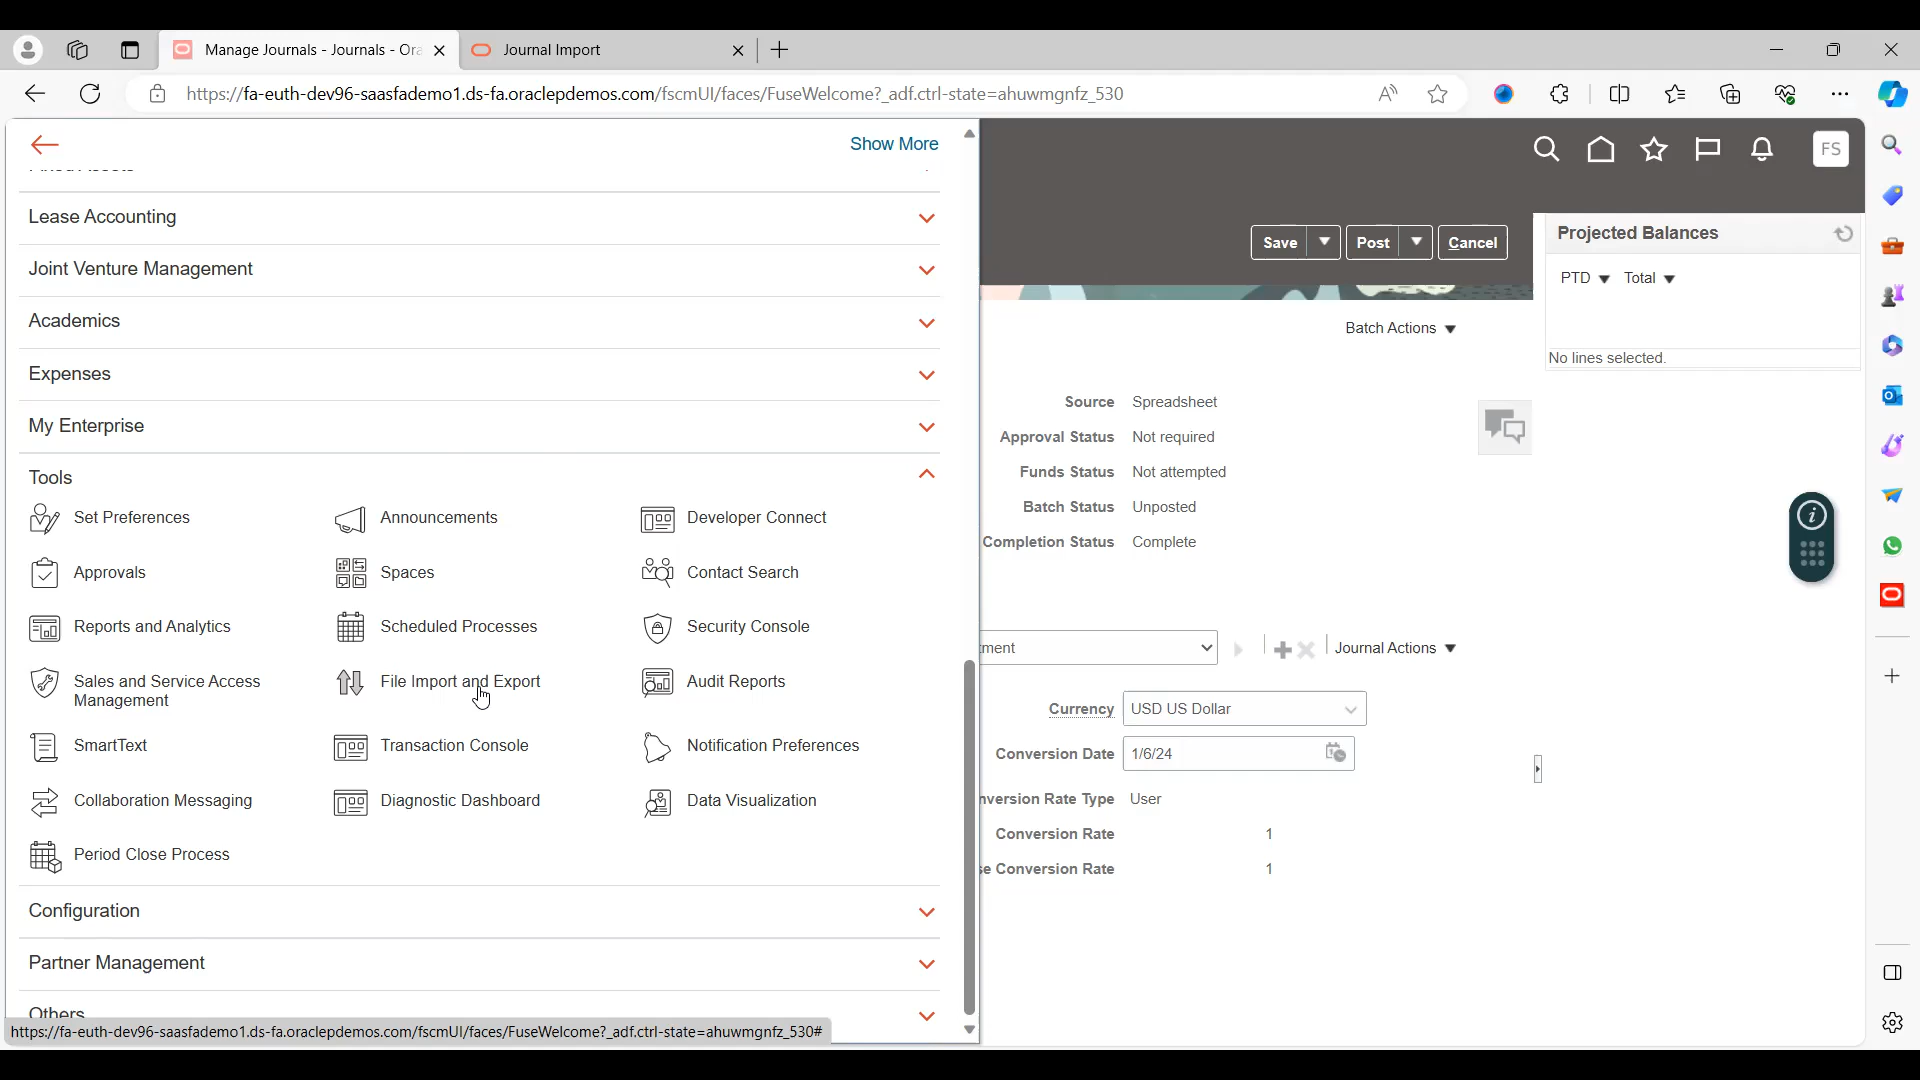 Manage Journals - Journals - Ora
Journal Import
https://fa-euth-dev96-saasfademo1.ds-fa.oraclepdemos.com/fscmUI/faces/FuseWelcome?_adf.ctrl-state=ahuwmgnfz_530
Show More
Lease Accounting
Joint Venture Management
Academics
Expenses
My Enterprise
Tools
Set Preferences
Announcements
Developer Connect
Approvals
Spaces
Contact Search
Reports and Analytics
Scheduled Processes
Security Console
Sales and Service Access
Management
File Import and Export
Audit Reports
SmartText
Transaction Console
Notification Preferences
Collaboration Messaging
Diagnostic Dashboard
Data Visualization
Period Close Process
Configuration
Partner Management
Others
https://fa-euth-dev96-saasfademo1.ds-fa.oraclepdemos.com/fscmUI/faces/FuseWelcome?_adf.ctrl-state=ahuwmgnfz_530#
FS
Save
Post
Cancel
Projected Balances
PTD
Total
No lines selected.
Batch Actions
Source Spreadsheet
Approval Status Not required
Funds Status Not attempted
Batch Status Unposted
Completion Status Complete
ment
Journal Actions
Currency USD US Dollar
Conversion Date 1/6/24
nversion Rate Type User
Conversion Rate 1
se Conversion Rate 1